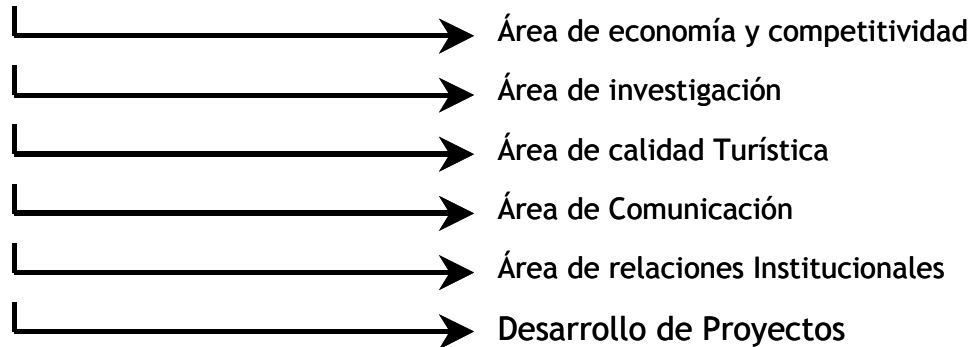 Área de economía y competitividad
Área de investigación
Área de calidad Turística
Área de Comunicación
Área de relaciones Institucionales
Desarrollo de Proyectos